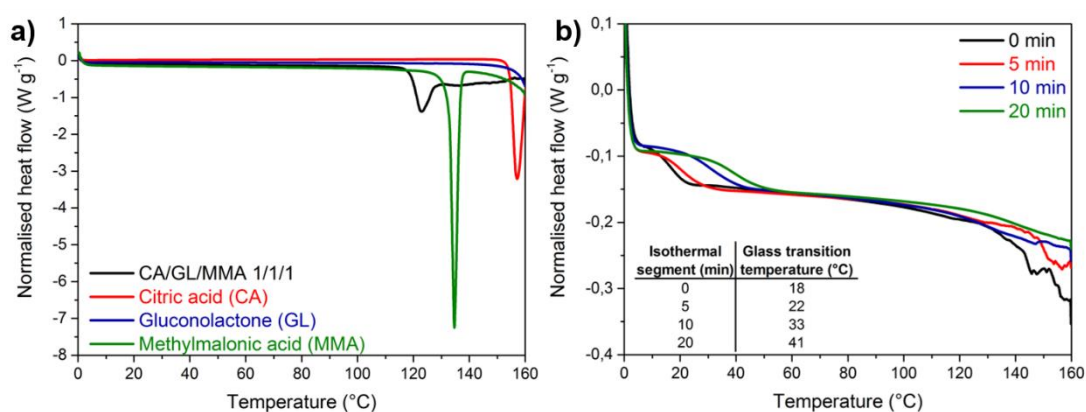 a)
Normalised heat flow (W g⁻¹)
1
0
-1
-2
-3
-4
-5
-6
-7
-8
CA/GL/MMA 1/1/1
Citric acid (CA)
Gluconolactone (GL)
Methylmalonic acid (MMA)
0 20 40 60 80 100 120 140 160
Temperature (°C)
b)
Normalised heat flow (W g⁻¹)
0,1
0,0
-0,1
-0,2
-0,3
-0,4
0 min
5 min
10 min
20 min
Isothermal Glass transition
segment (min) temperature (°C)
0 18
5 22
10 33
20 41
0 20 40 60 80 100 120 140 160
Temperature (°C)